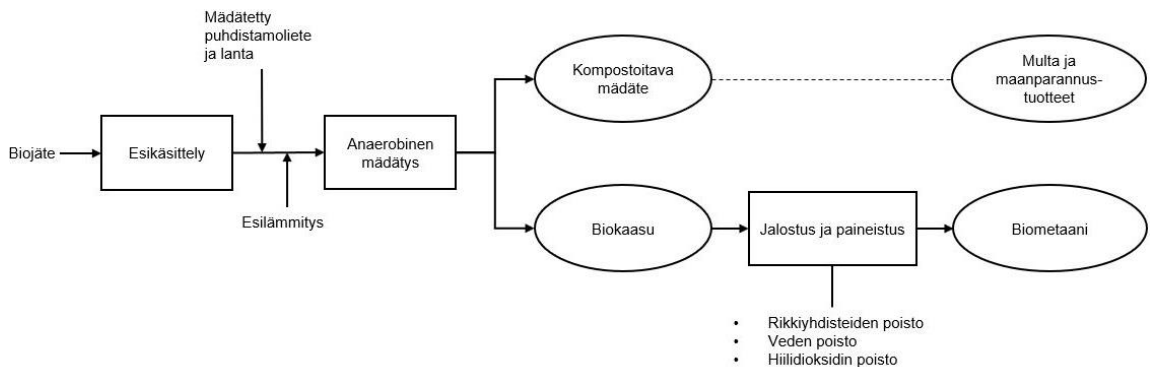 Mädätetty
puhdistamoliete
ja lanta
Kompostoitava
mädäte
Multa ja
maanparannus-
tuotteet
Biojäte
Esikäsittely
Anaerobinen
mädätys
Esilämmitys
Biokaasu
Jalostus ja paineistus
Biometaani
• Rikkiyhdisteiden poisto
• Veden poisto
• Hiilidioksidin poisto